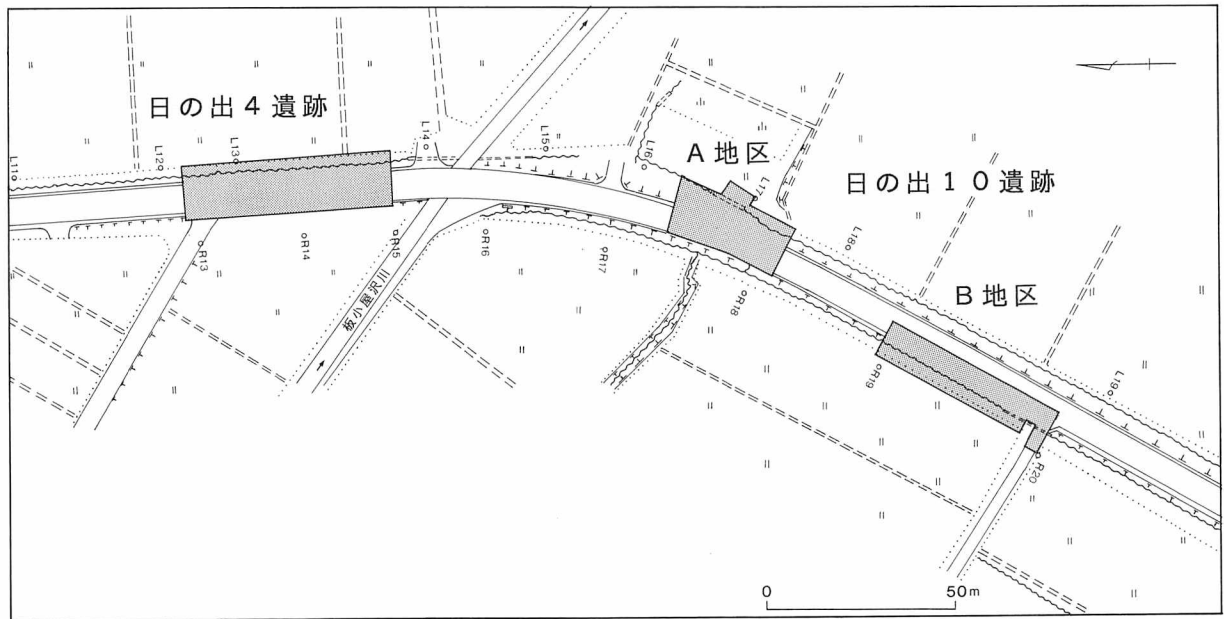 日の出4遺跡
A地区
日の出10遺跡
B地区
L11
L12
L13
L14
L15
L16
L17
L18
L19
R13
R14
R15
R16
R17
R18
R19
R20
板小屋沢川
0 50m